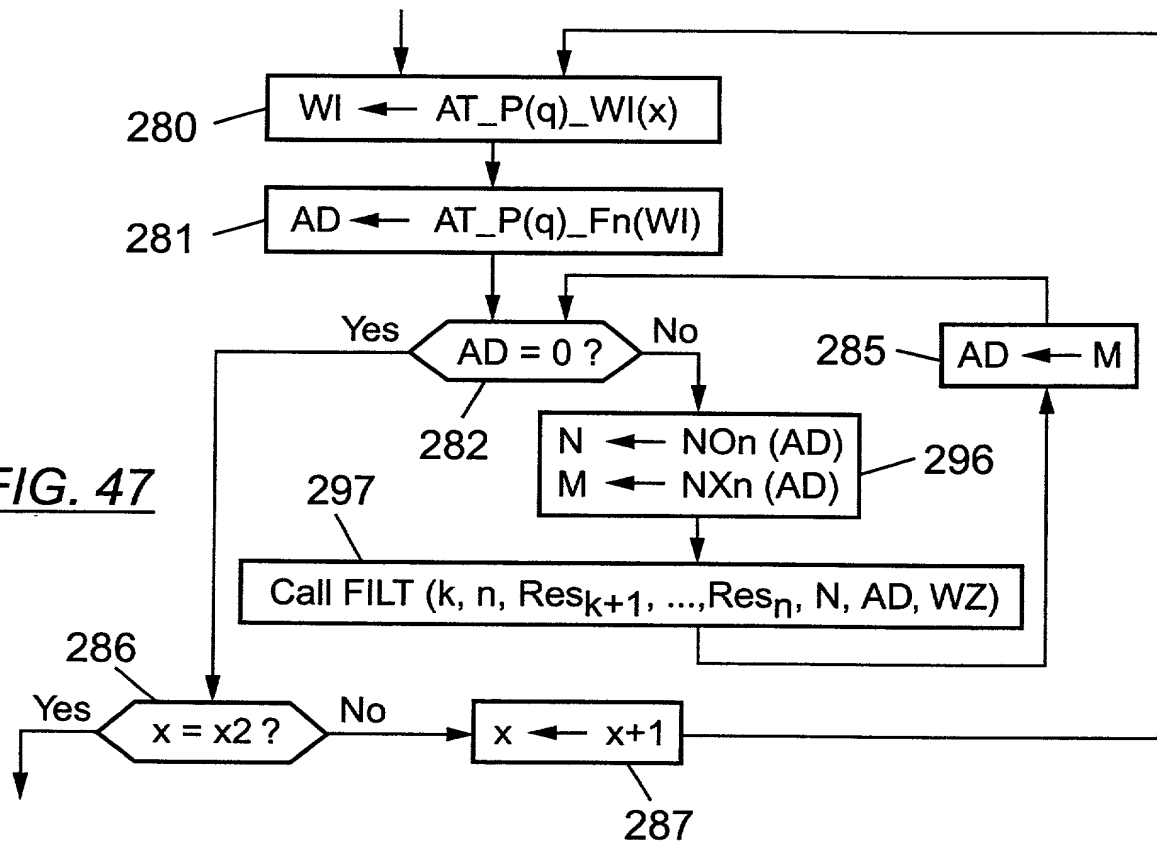 WI ← AT_P(q)_WI(x)
280
AD ← AT_P(q)_Fn(WI)
281
Yes
AD = 0 ?
No
282
285
AD ← M
N ← NOn (AD)
M ← NXn (AD)
296
FIG. 47
297
Call FILT (k, n, Resk+1, ...,Resn, N, AD, WZ)
286
Yes
x = x2 ?
No
x ← x+1
287